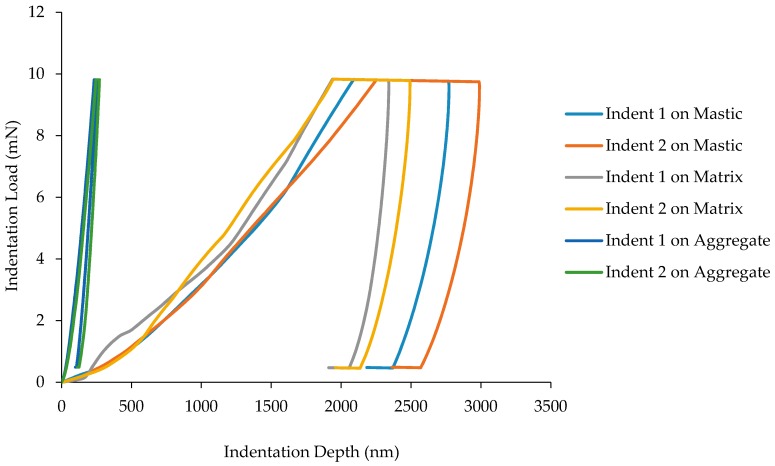 12
10
8
6
4
2
0
0 500 1000 1500 2000 2500 3000 3500
Indentation Load (mN)
Indentation Depth (nm)
Indent 1 on Mastic
Indent 2 on Mastic
Indent 1 on Matrix
Indent 2 on Matrix
Indent 1 on Aggregate
Indent 2 on Aggregate